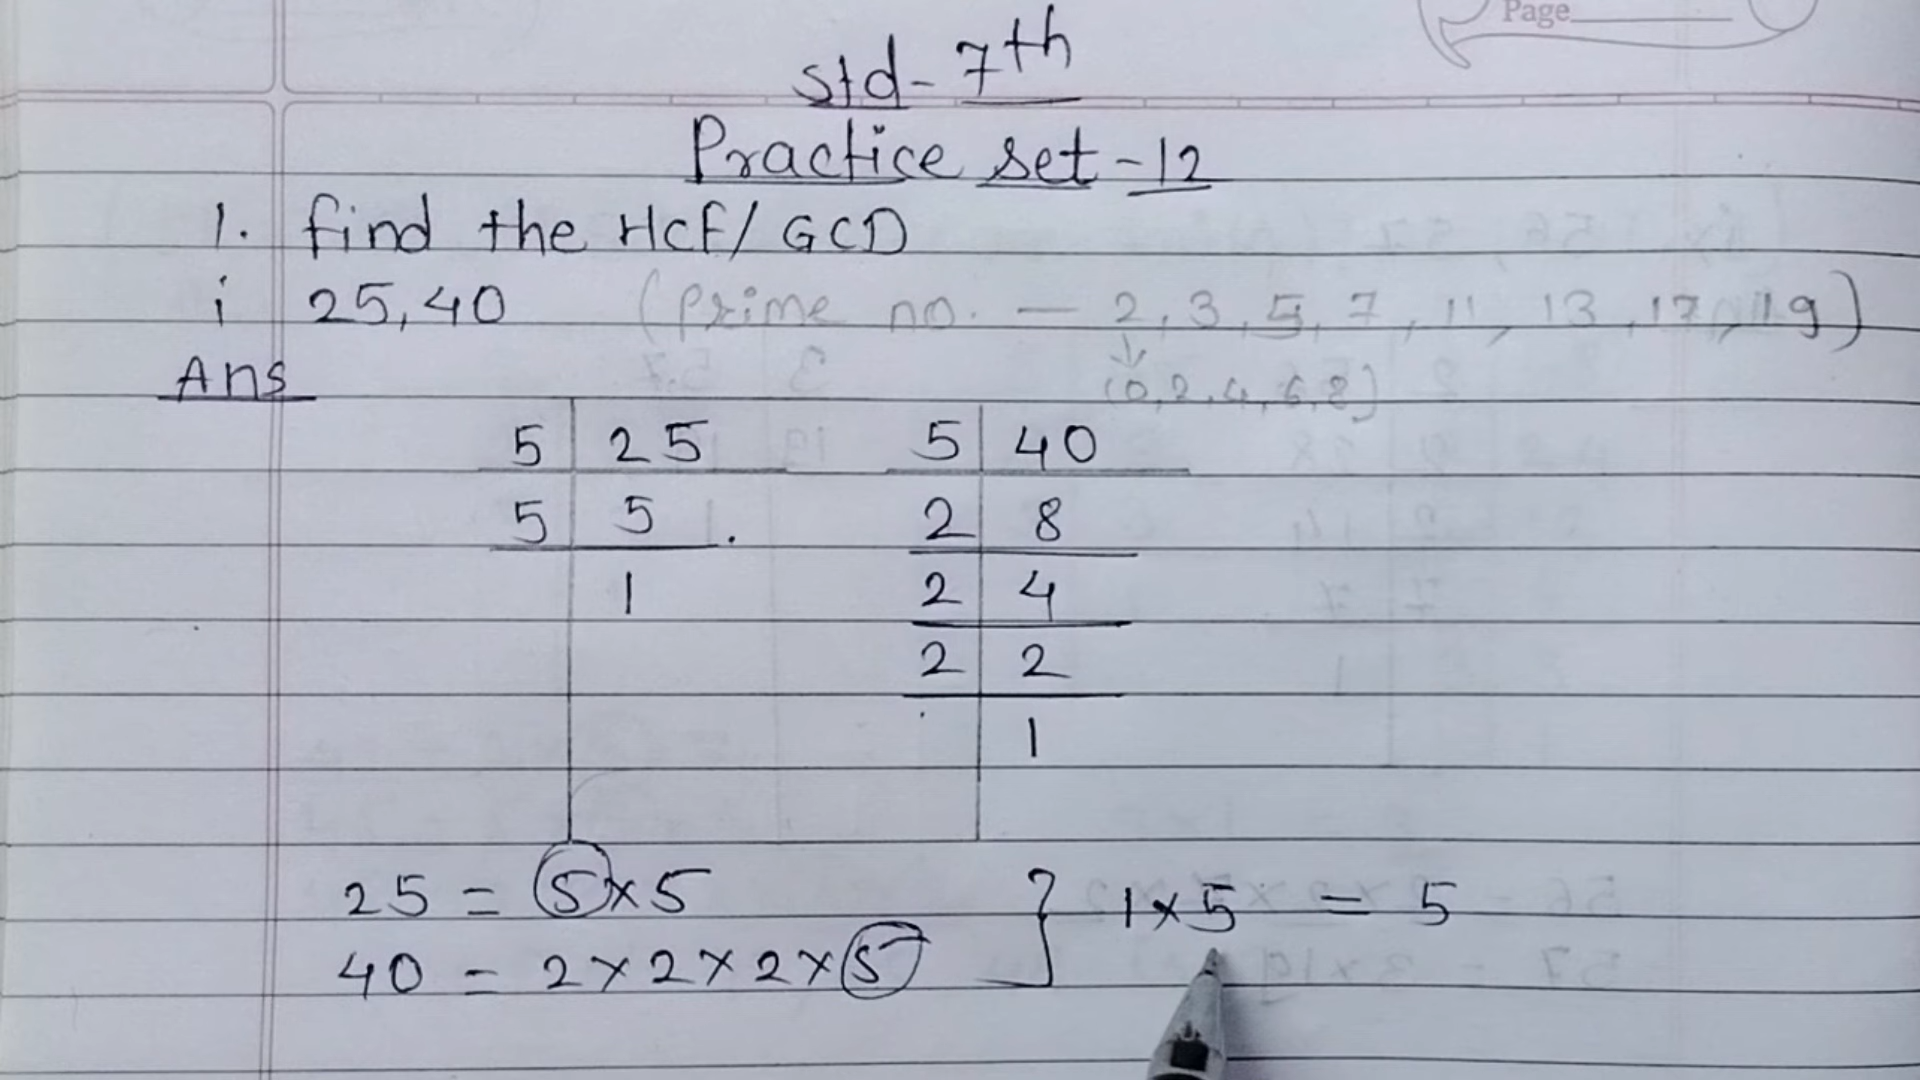 Page
Std - 7th
Practice set - 12
1. find the HCF/ GCD
i 25, 40 (Prime no. — 2, 3, 5, 7, 11, 13, 17, 19)
↓
(0, 2, 4, 6, 8)
Ans
5 | 25 5 | 40
5 | 5 . 2 | 8
1 2 | 4
2 | 2
1
25 = 5 × 5 } 1 × 5 = 5
40 = 2 × 2 × 2 × 5